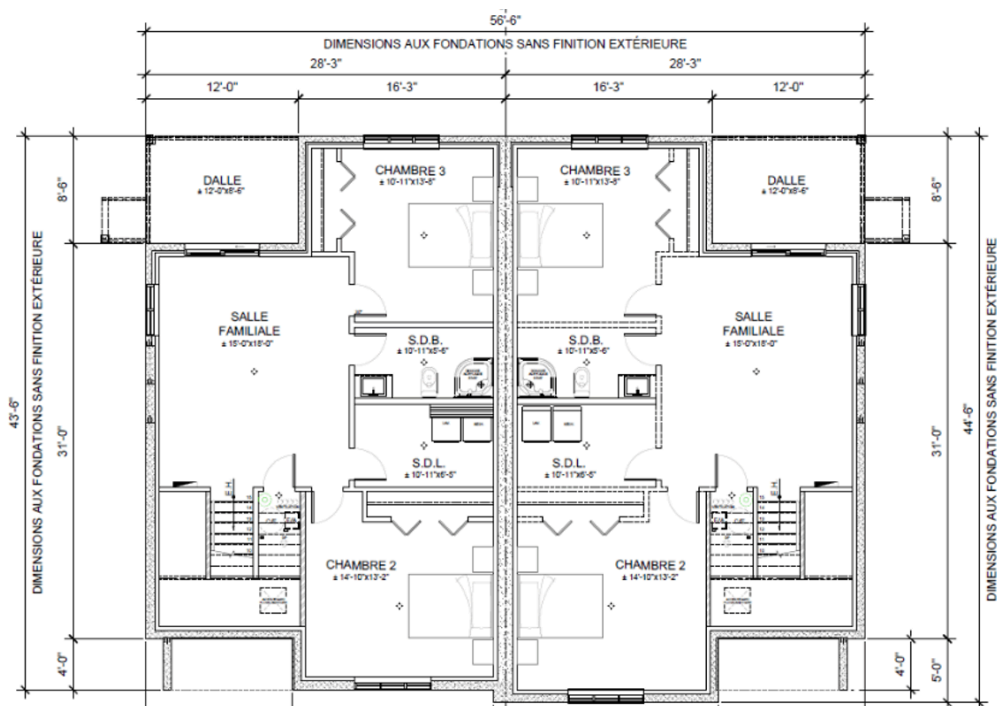 56'-6"
DIMENSIONS AUX FONDATIONS SANS FINITION EXTÉRIEURE
28'-3"
28'-3"
12'-0"
16'-3"
16'-3"
12'-0"
43'-6"
DIMENSIONS AUX FONDATIONS SANS FINITION EXTÉRIEURE
8'-6"
31'-0"
4'-0"
DALLE
± 12'-0"x8'-6"
CHAMBRE 3
± 10'-11"x13'-8"
SALLE
FAMILIALE
± 15'-0"x18'-0"
S.D.B.
± 10'-11"x5'-6"
S.D.L.
± 10'-11"x6'-5"
CHAMBRE 2
± 14'-10"x13'-2"
CHAMBRE 3
± 10'-11"x13'-8"
DALLE
± 12'-0"x8'-6"
SALLE
FAMILIALE
± 15'-0"x18'-0"
S.D.B.
± 10'-11"x5'-6"
S.D.L.
± 10'-11"x6'-5"
CHAMBRE 2
± 14'-10"x13'-2"
8'-6"
31'-0"
4'-0"
5'-0"
44'-6"
DIMENSIONS AUX FONDATIONS SANS FINITION EXTÉRIEURE